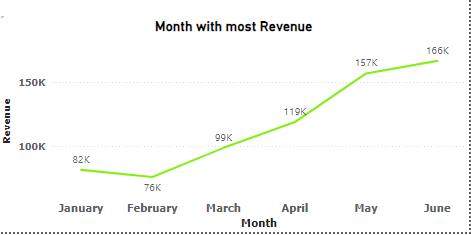 Month with most Revenue
166K
157K
150K
119K
99K
100K
82K
76K
Revenue
January February March April May June
Month